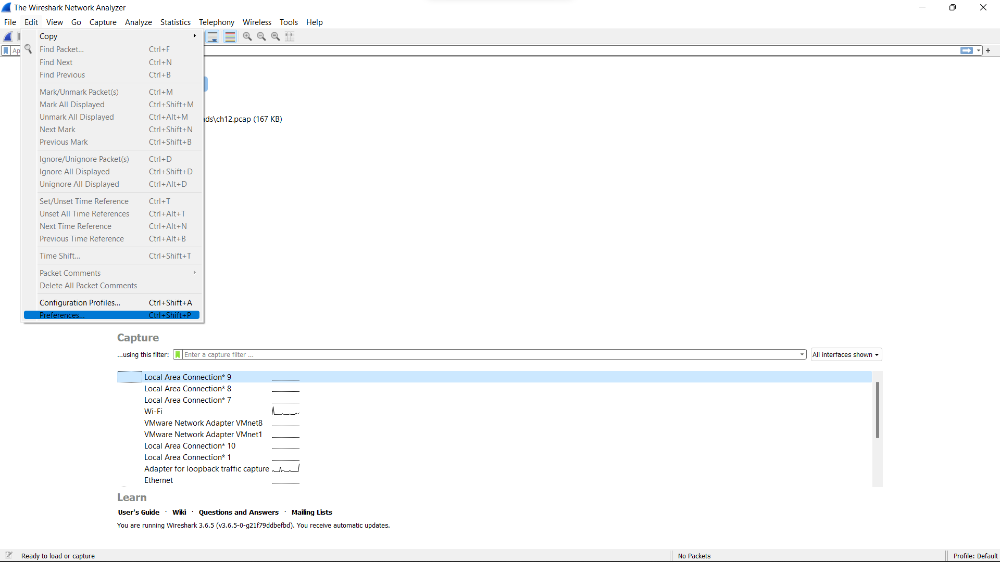 The Wireshark Network Analyzer
File Edit View Go Capture Analyze Statistics Telephony Wireless Tools Help
Ap
Copy
Find Packet... Ctrl+F
Find Next Ctrl+N
Find Previous Ctrl+B
Mark/Unmark Packet(s) Ctrl+M
Mark All Displayed Ctrl+Shift+M
Unmark All Displayed Ctrl+Alt+M
ds\ch12.pcap (167 KB)
Next Mark Ctrl+Shift+N
Previous Mark Ctrl+Shift+B
Ignore/Unignore Packet(s) Ctrl+D
Ignore All Displayed Ctrl+Shift+D
Unignore All Displayed Ctrl+Alt+D
Set/Unset Time Reference Ctrl+T
Unset All Time References Ctrl+Alt+T
Next Time Reference Ctrl+Alt+N
Previous Time Reference Ctrl+Alt+B
Time Shift... Ctrl+Shift+T
Packet Comments
Delete All Packet Comments
Configuration Profiles... Ctrl+Shift+A
Preferences... Ctrl+Shift+P
Capture
...using this filter: Enter a capture filter ... All interfaces shown
Local Area Connection* 9
Local Area Connection* 8
Local Area Connection* 7
Wi-Fi
VMware Network Adapter VMnet8
VMware Network Adapter VMnet1
Local Area Connection* 10
Local Area Connection* 1
Adapter for loopback traffic capture
Ethernet
Learn
User's Guide · Wiki · Questions and Answers · Mailing Lists
You are running Wireshark 3.6.5 (v3.6.5-0-g21f79ddbefbd). You receive automatic updates.
Ready to load or capture No Packets Profile: Default